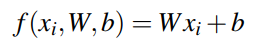 f(xᵢ, W, b) = Wxᵢ + b